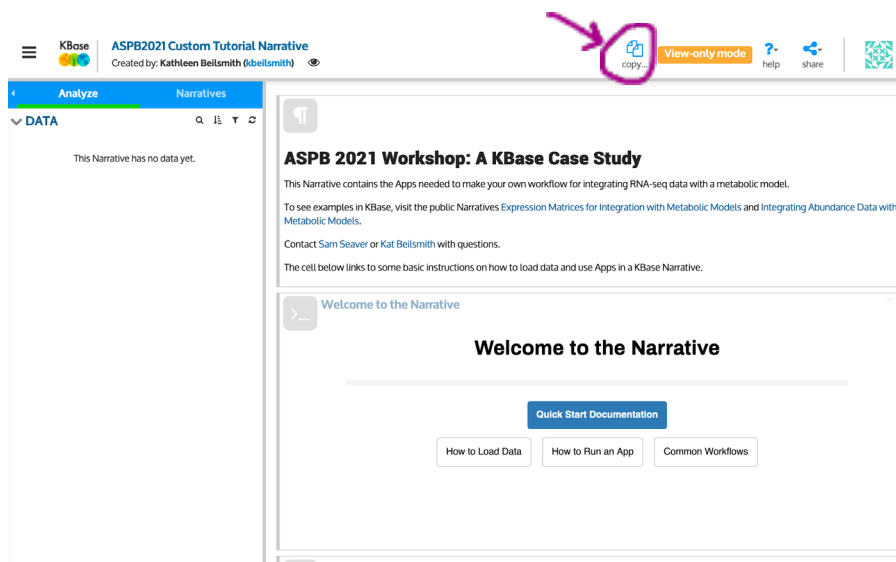 KBase
ASPB2021 Custom Tutorial Narrative
Created by: Kathleen Beilsmith (kbeilsmith)
copy...
View-only mode
help
share
Analyze
Narratives
DATA
This Narrative has no data yet.
ASPB 2021 Workshop: A KBase Case Study
This Narrative contains the Apps needed to make your own workflow for integrating RNA-seq data with a metabolic model.
To see examples in KBase, visit the public Narratives Expression Matrices for Integration with Metabolic Models and Integrating Abundance Data with
Metabolic Models.
Contact Sam Seaver or Kat Beilsmith with questions.
The cell below links to some basic instructions on how to load data and use Apps in a KBase Narrative.
Welcome to the Narrative
Welcome to the Narrative
Quick Start Documentation
How to Load Data
How to Run an App
Common Workflows